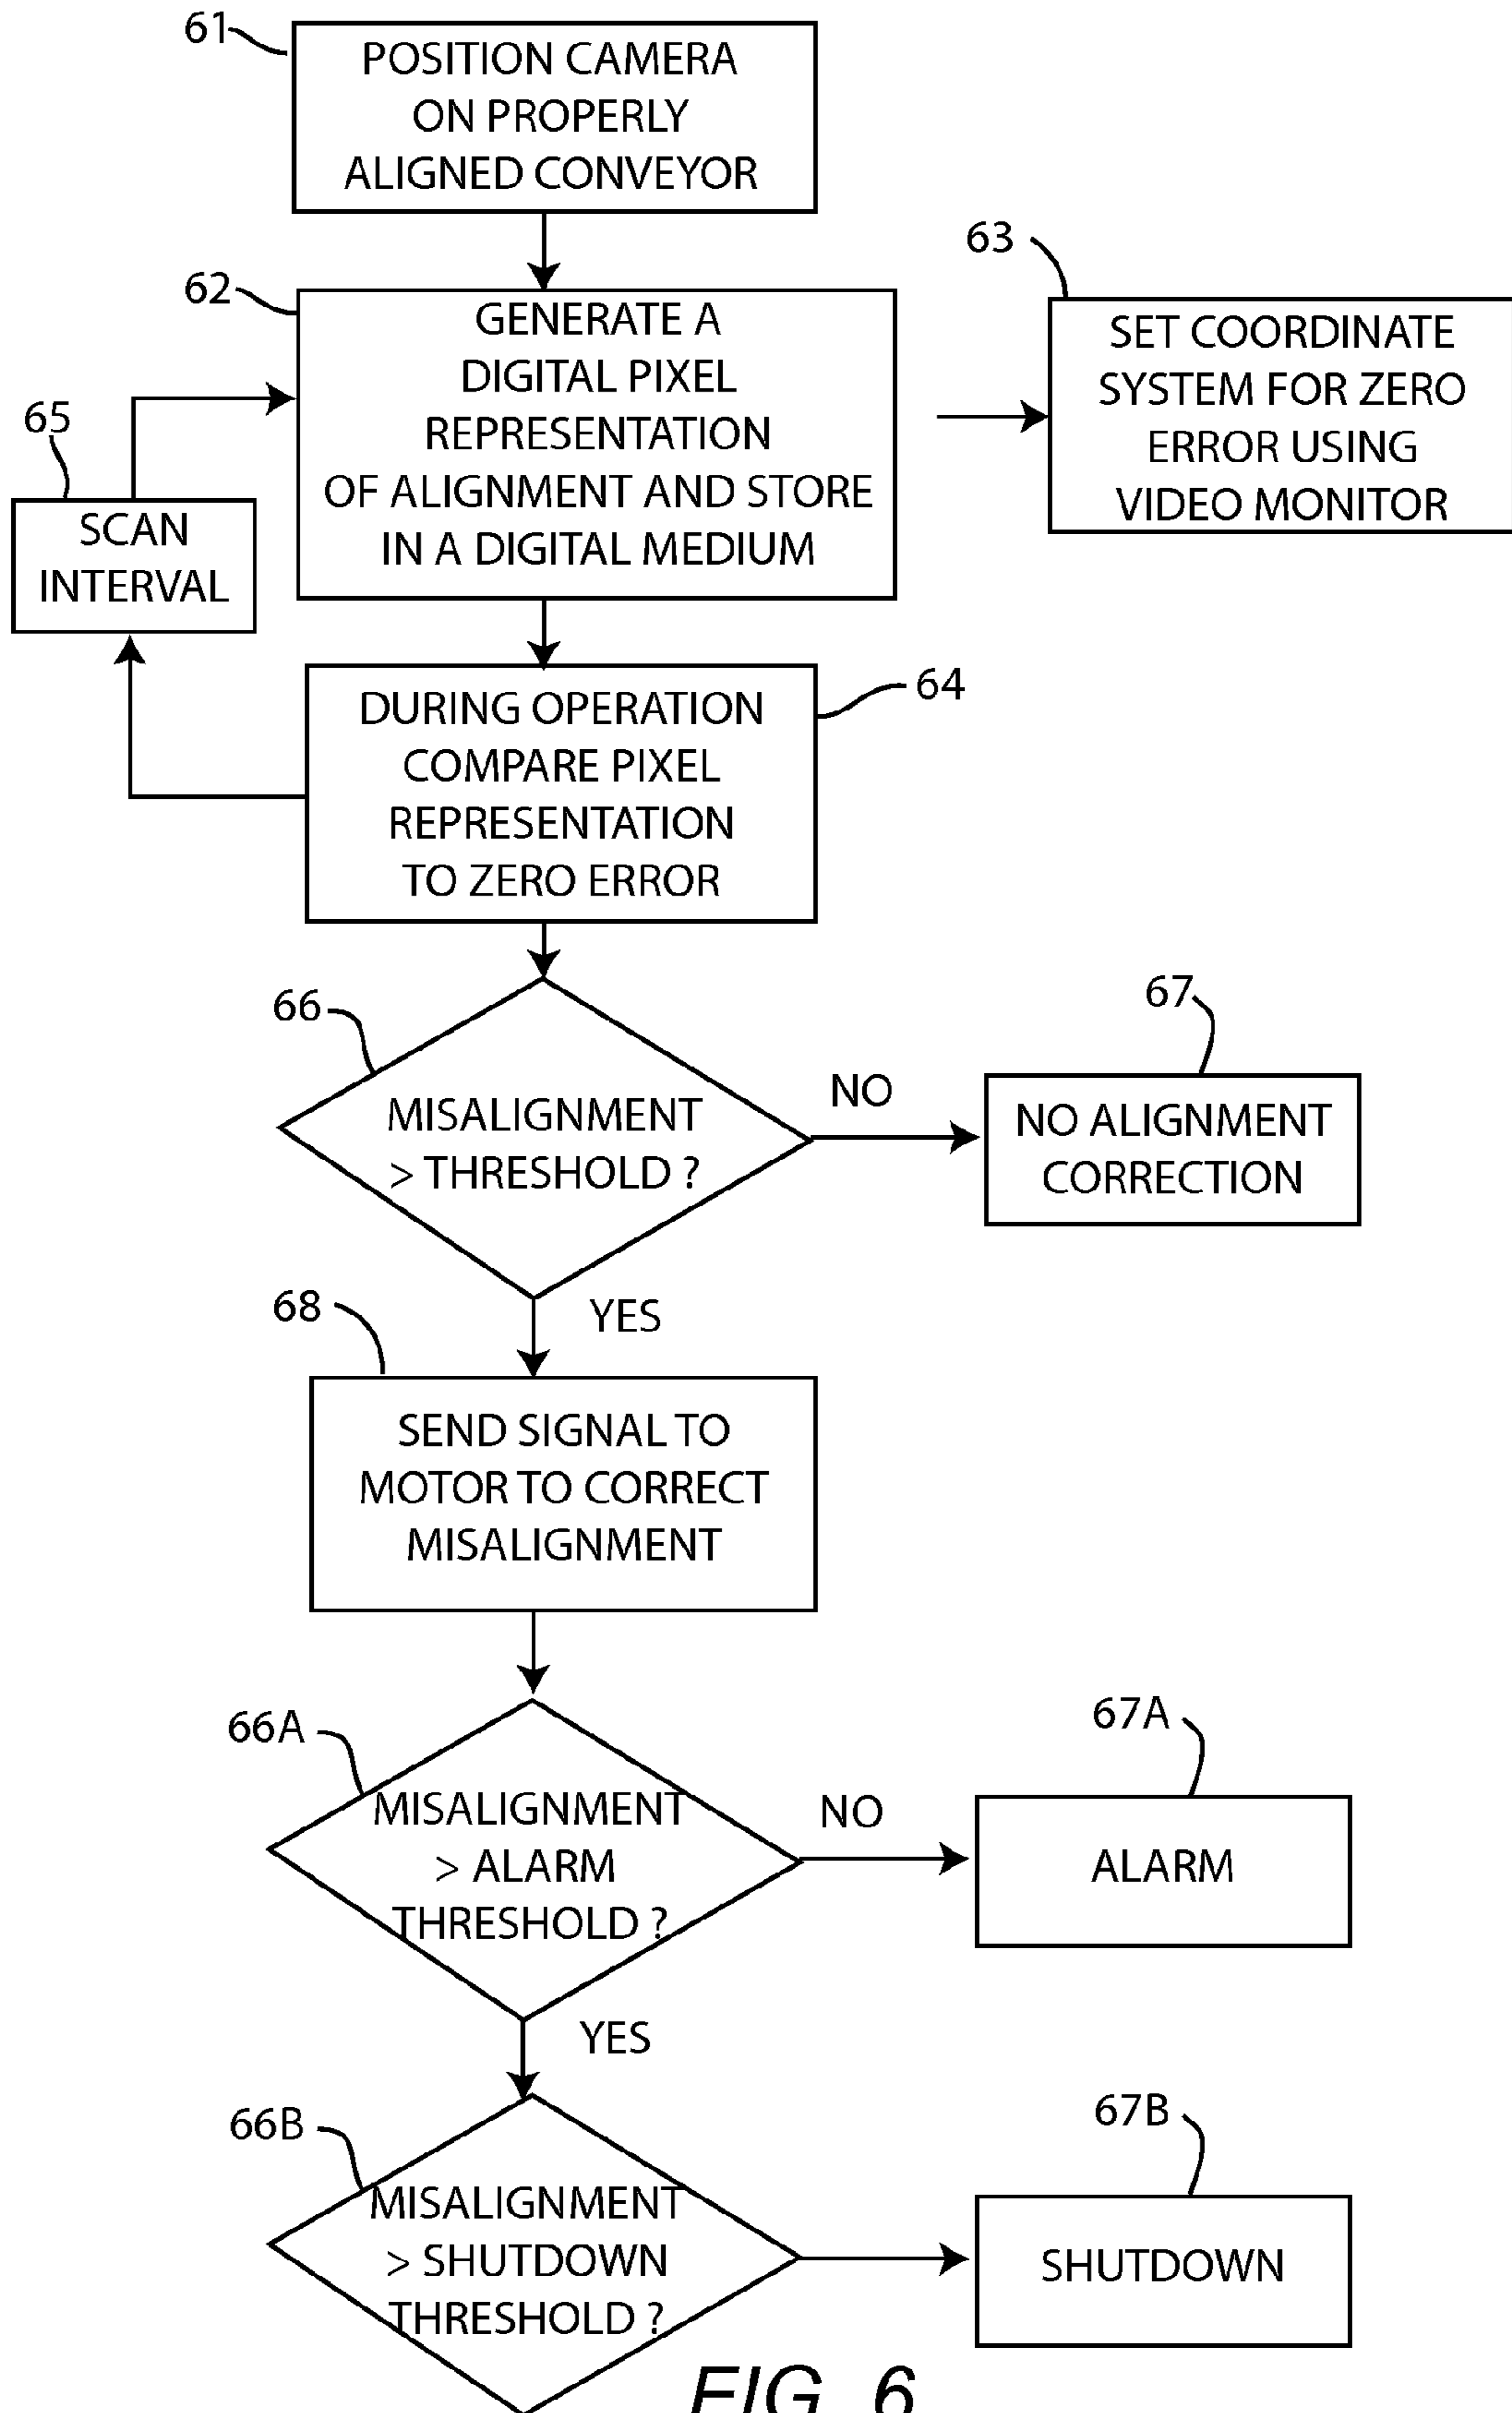 61
POSITION CAMERA
ON PROPERLY
ALIGNED CONVEYOR
62
GENERATE A
DIGITAL PIXEL
REPRESENTATION
OF ALIGNMENT AND STORE
IN A DIGITAL MEDIUM
63
SET COORDINATE
SYSTEM FOR ZERO
ERROR USING
VIDEO MONITOR
65
SCAN
INTERVAL
64
DURING OPERATION
COMPARE PIXEL
REPRESENTATION
TO ZERO ERROR
66
MISALIGNMENT
> THRESHOLD ?
NO
67
NO ALIGNMENT
CORRECTION
YES
68
SEND SIGNAL TO
MOTOR TO CORRECT
MISALIGNMENT
66A
MISALIGNMENT
> ALARM
THRESHOLD ?
NO
67A
ALARM
YES
66B
MISALIGNMENT
> SHUTDOWN
THRESHOLD ?
67B
SHUTDOWN
FIG. 6